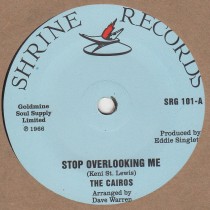 SHRINE RECORDS
SRG 101-A
Goldmine
Soul Supply
Limited
℗ 1966
Produced by
Eddie Singlet
STOP OVERLOOKING ME
(Keni St. Lewis)
THE CAIROS
Arranged by
Dave Warren